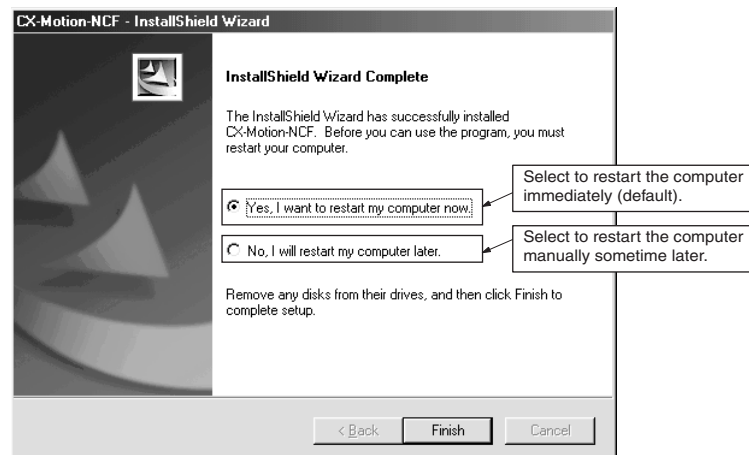 CX-Motion-NCF - InstallShield Wizard
InstallShield Wizard Complete
The InstallShield Wizard has successfully installed
CX-Motion-NCF. Before you can use the program, you must
restart your computer.
Yes, I want to restart my computer now.
Select to restart the computer
immediately (default).
No, I will restart my computer later.
Select to restart the computer
manually sometime later.
Remove any disks from their drives, and then click Finish to
complete setup.
< Back
Finish
Cancel